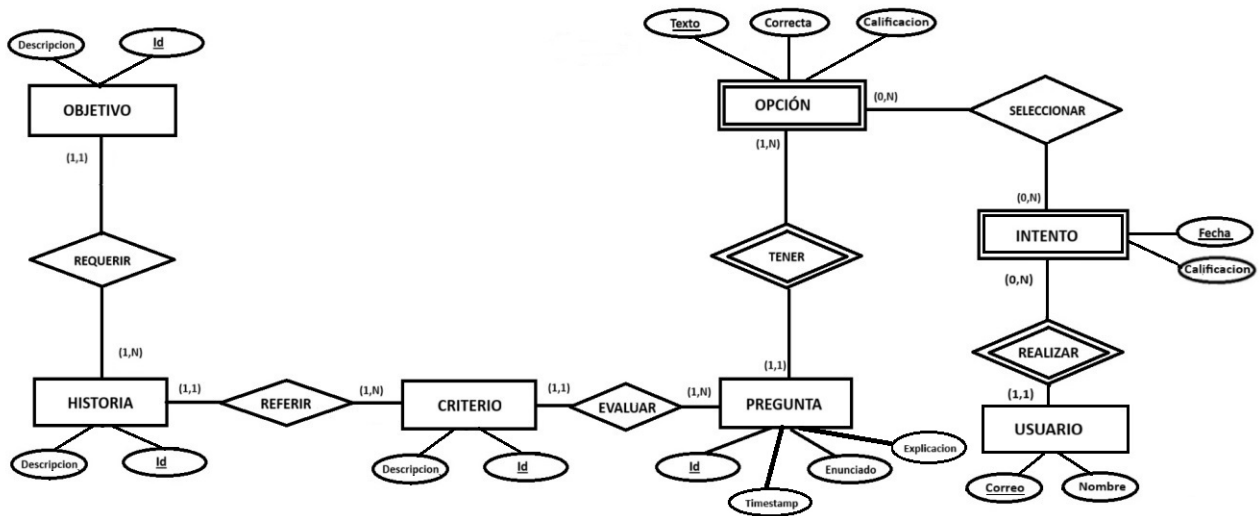 Descripcion
Id
OBJETIVO
(1,1)
REQUERIR
(1,N)
HISTORIA
Descripcion
Id
(1,1)
REFERIR
(1,N)
CRITERIO
Descripcion
Id
(1,1)
EVALUAR
(1,N)
PREGUNTA
Id
Timestamp
Enunciado
Explicacion
(1,1)
TENER
(1,N)
OPCIÓN
Texto
Correcta
Calificacion
(0,N)
SELECCIONAR
(0,N)
INTENTO
Fecha
Calificacion
(0,N)
REALIZAR
(1,1)
USUARIO
Correo
Nombre